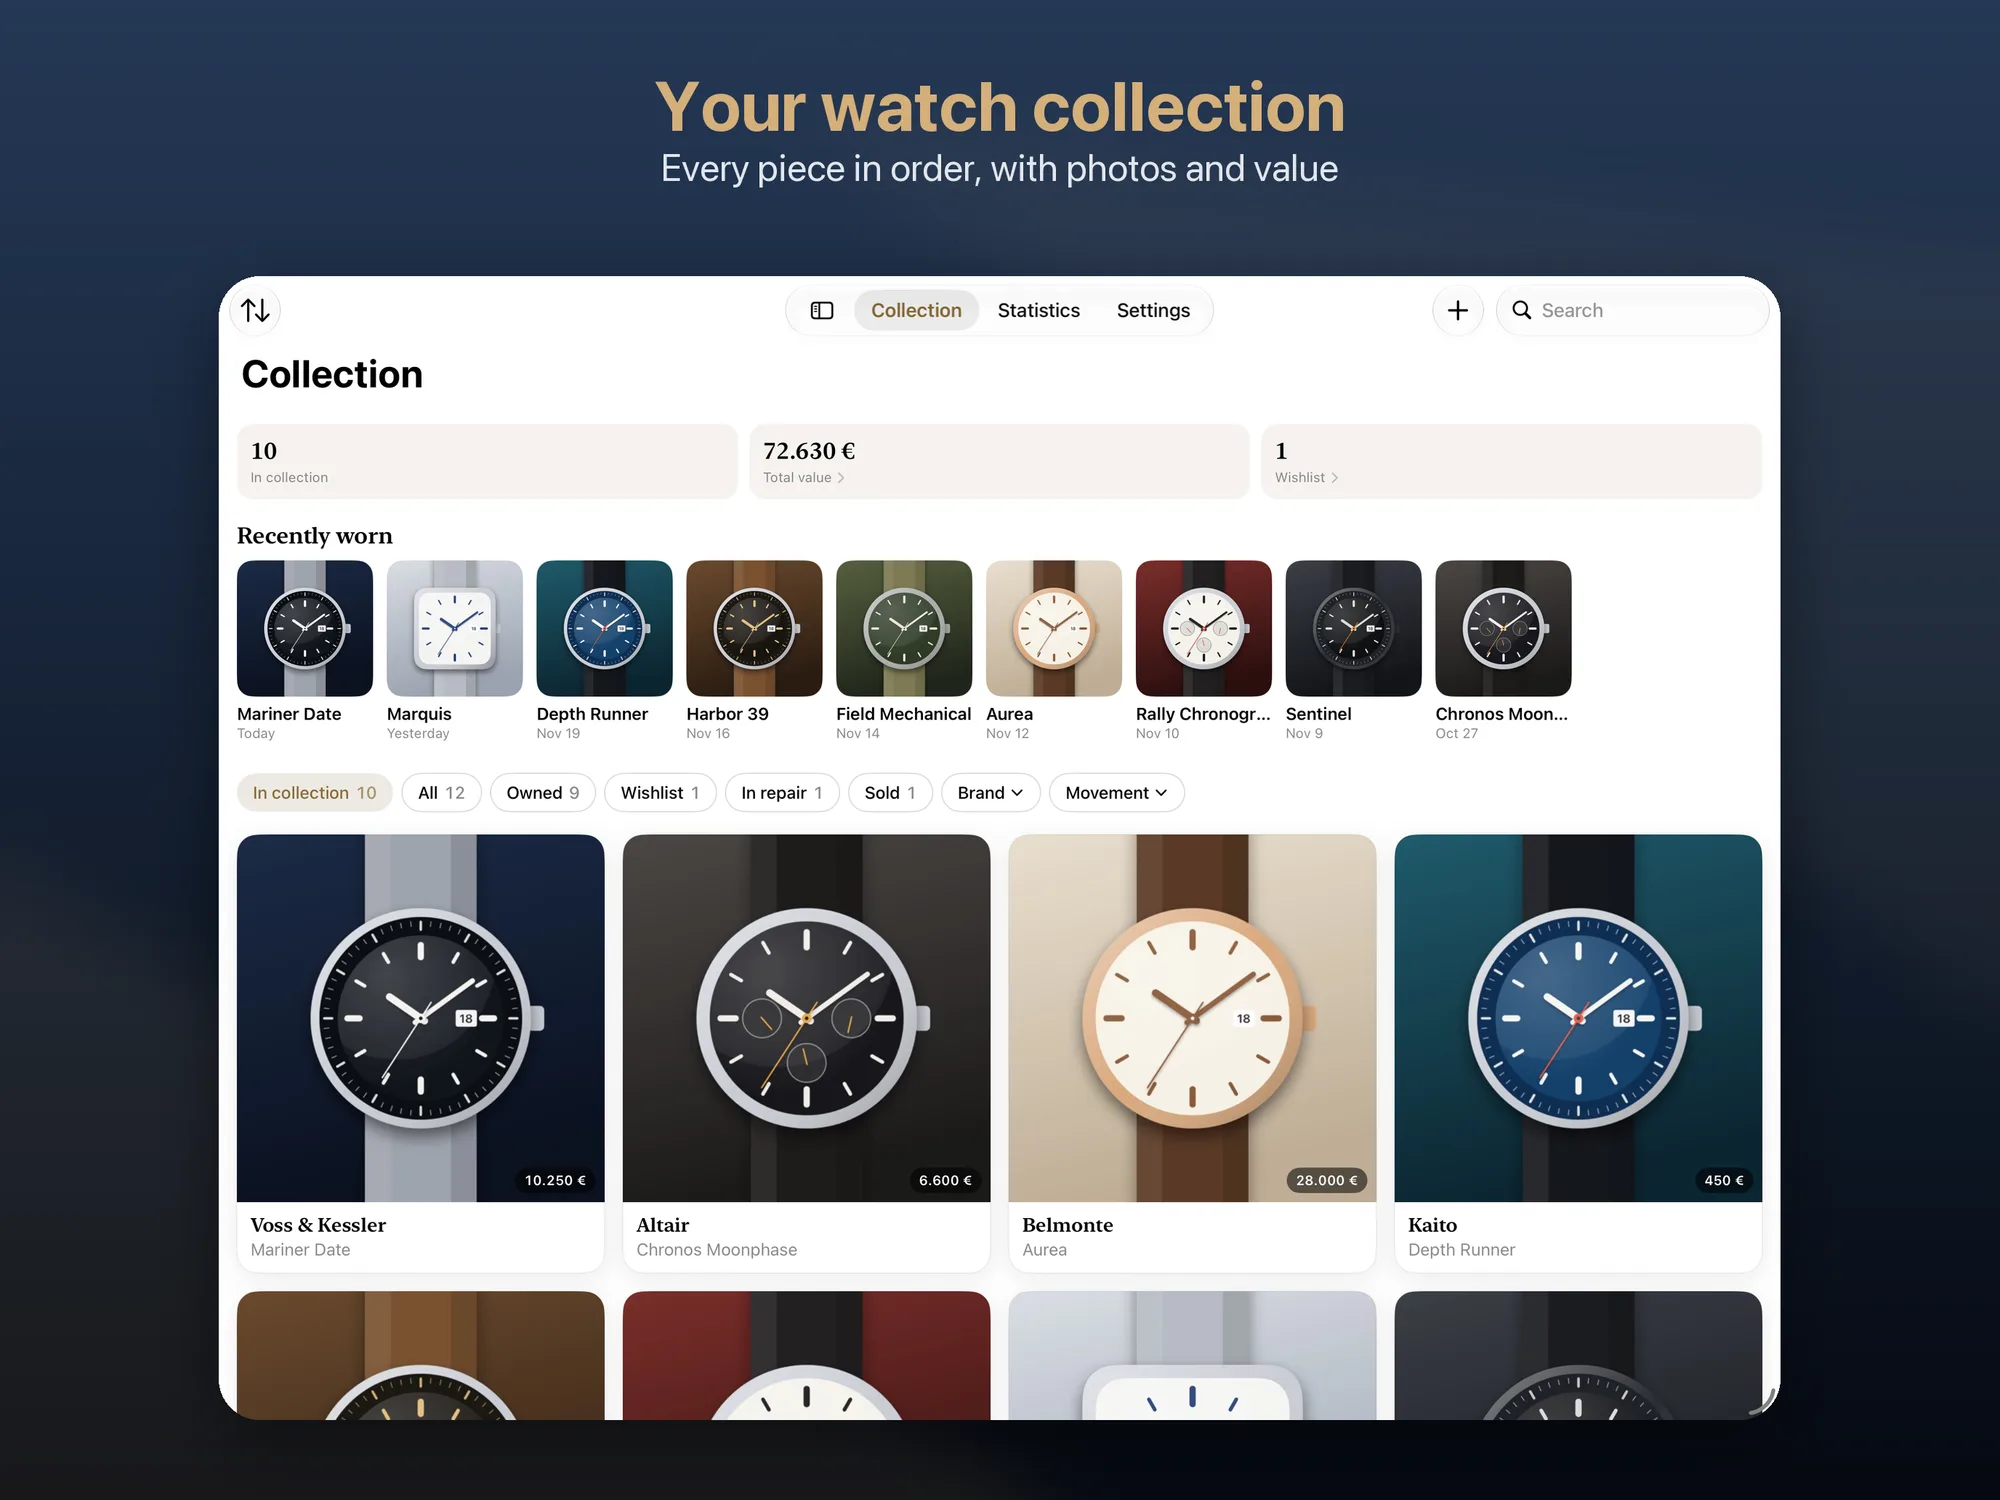 Your watch collection
Every piece in order, with photos and value
Collection Statistics Settings
Search
Collection
10
In collection
72.630 €
Total value
1
Wishlist
Recently worn
Mariner Date
Today
Marquis
Yesterday
Depth Runner
Nov 19
Harbor 39
Nov 16
Field Mechanical
Nov 14
Aurea
Nov 12
Rally Chronogr...
Nov 10
Sentinel
Nov 9
Chronos Moon...
Oct 27
In collection 10
All 12
Owned 9
Wishlist 1
In repair 1
Sold 1
Brand
Movement
18
10.250 €
Voss & Kessler
Mariner Date
6.600 €
Altair
Chronos Moonphase
18
28.000 €
Belmonte
Aurea
18
450 €
Kaito
Depth Runner